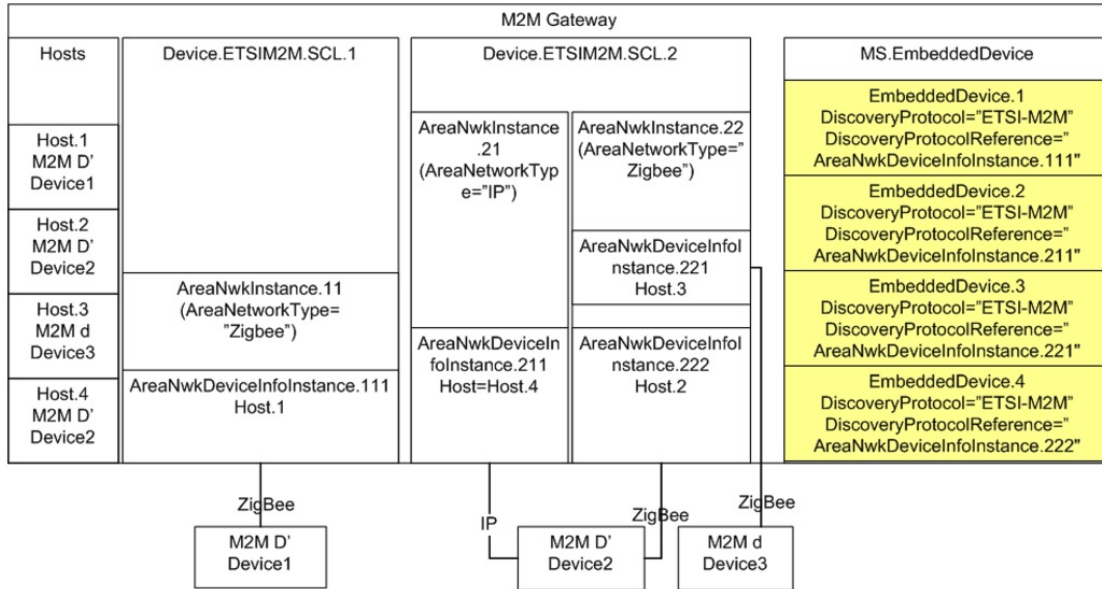 M2M Gateway
Hosts
Host.1
M2M D’
Device1
Host.2
M2M D’
Device2
Host.3
M2M d
Device3
Host.4
M2M D’
Device2
Device.ETSIM2M.SCL.1
AreaNwkInstance.11
(AreaNetworkType=
”Zigbee”)
AreaNwkDeviceInfoInstance.111
Host.1
Device.ETSIM2M.SCL.2
AreaNwkInstance
.21
(AreaNetworkTyp
e=”IP”)
AreaNwkDeviceIn
foInstance.211
Host=Host.4
AreaNwkInstance.22
(AreaNetworkType=”
Zigbee”)
AreaNwkDeviceInfoI
nstance.221
Host.3
AreaNwkDeviceInfoI
nstance.222
Host.2
MS.EmbeddedDevice
EmbeddedDevice.1
DiscoveryProtocol=”ETSI-M2M”
DiscoveryProtocolReference=”
AreaNwkDeviceInfoInstance.111"
EmbeddedDevice.2
DiscoveryProtocol=”ETSI-M2M”
DiscoveryProtocolReference=”
AreaNwkDeviceInfoInstance.211"
EmbeddedDevice.3
DiscoveryProtocol=”ETSI-M2M”
DiscoveryProtocolReference=”
AreaNwkDeviceInfoInstance.221"
EmbeddedDevice.4
DiscoveryProtocol=”ETSI-M2M”
DiscoveryProtocolReference=”
AreaNwkDeviceInfoInstance.222"
ZigBee
IP
ZigBee
ZigBee
M2M D’
Device1
M2M D’
Device2
M2M d
Device3